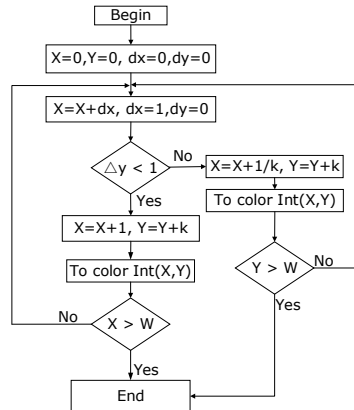 Begin
X=0,Y=0, dx=0,dy=0
X=X+dx, dx=1,dy=0
△y < 1
No
X=X+1/k, Y=Y+k
Yes
To color Int(X,Y)
X=X+1, Y=Y+k
To color Int(X,Y)
Y > W
No
No
X > W
Yes
Yes
End